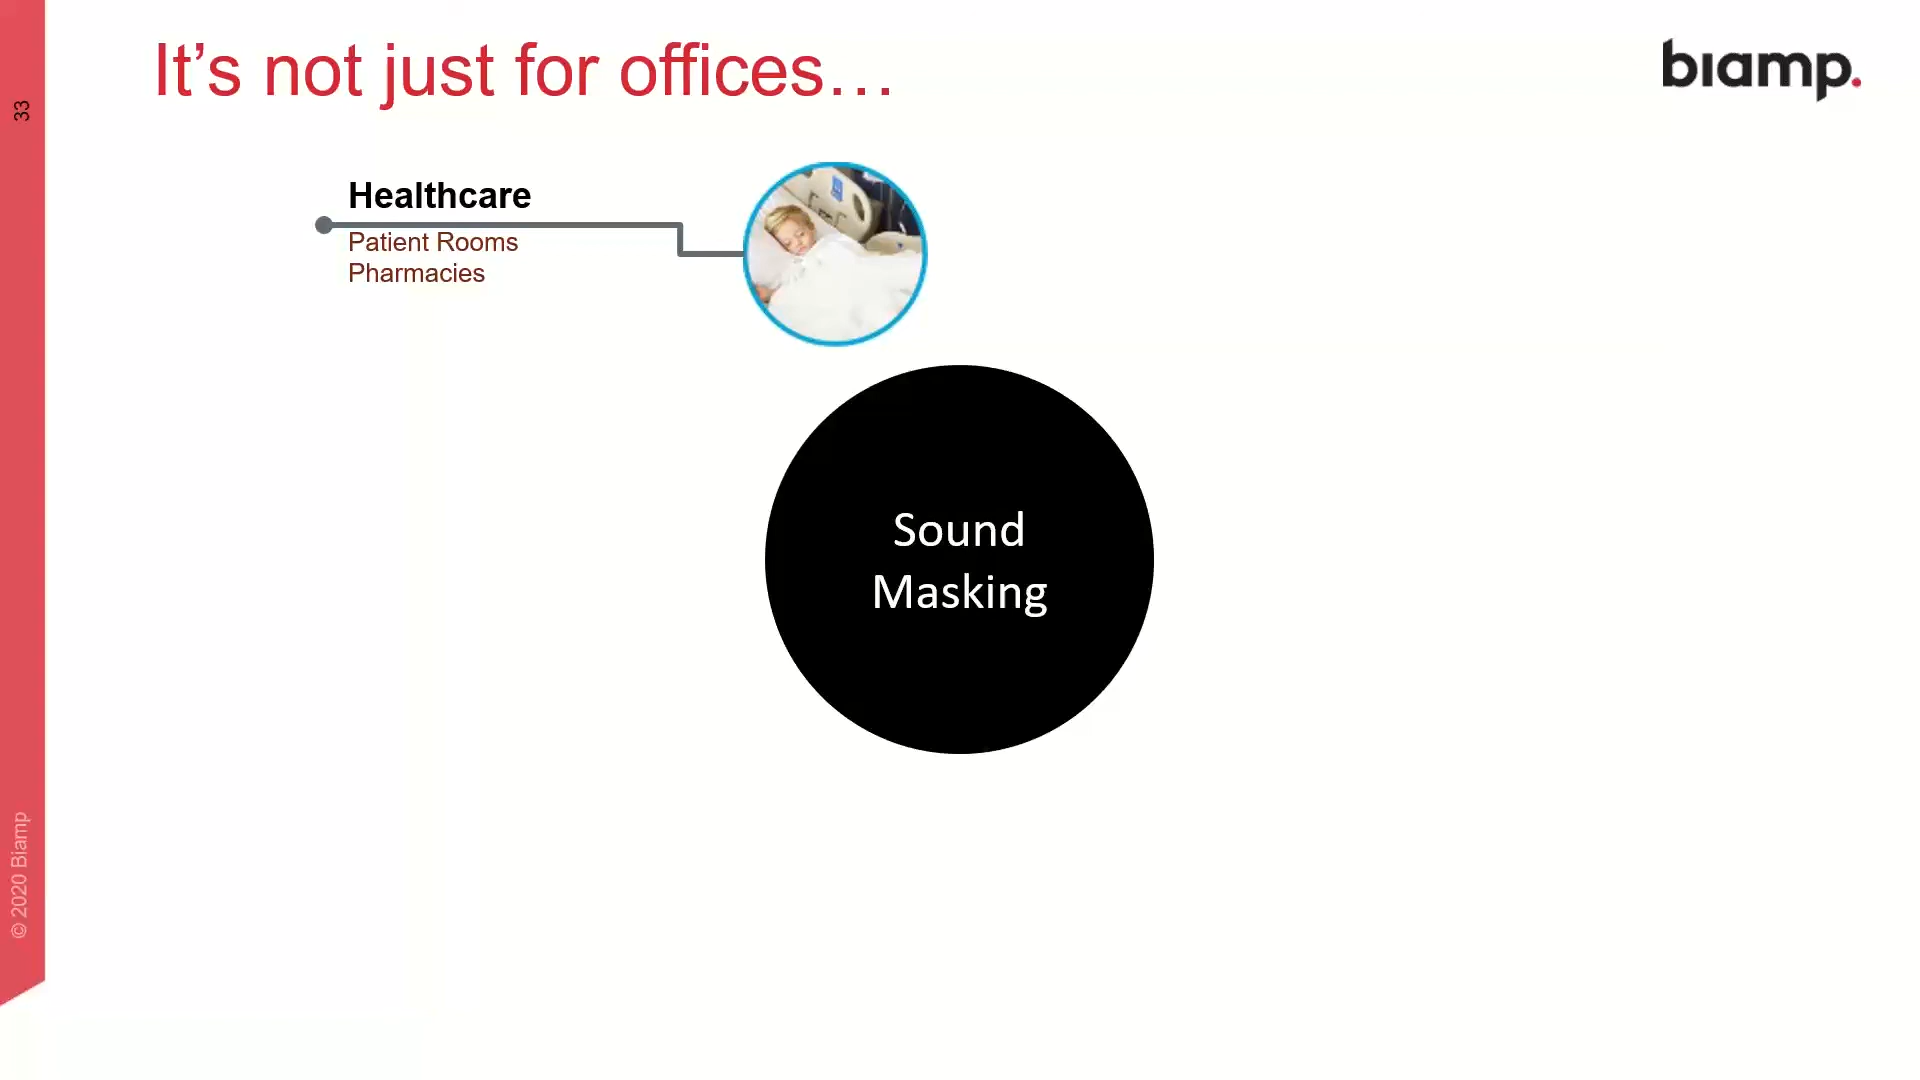 It’s not just for offices…
biamp.
33
Healthcare
Patient Rooms
Pharmacies
Sound
Masking
© 2020 Biamp